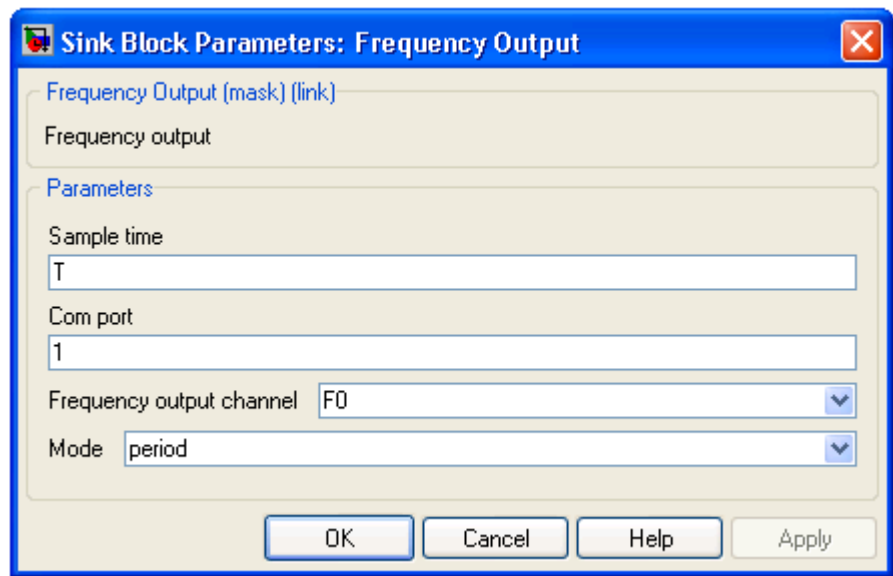 Sink Block Parameters: Frequency Output
Frequency Output (mask) (link)
Frequency output
Parameters
Sample time
T
Com port
1
Frequency output channel F0
Mode period
OK Cancel Help Apply